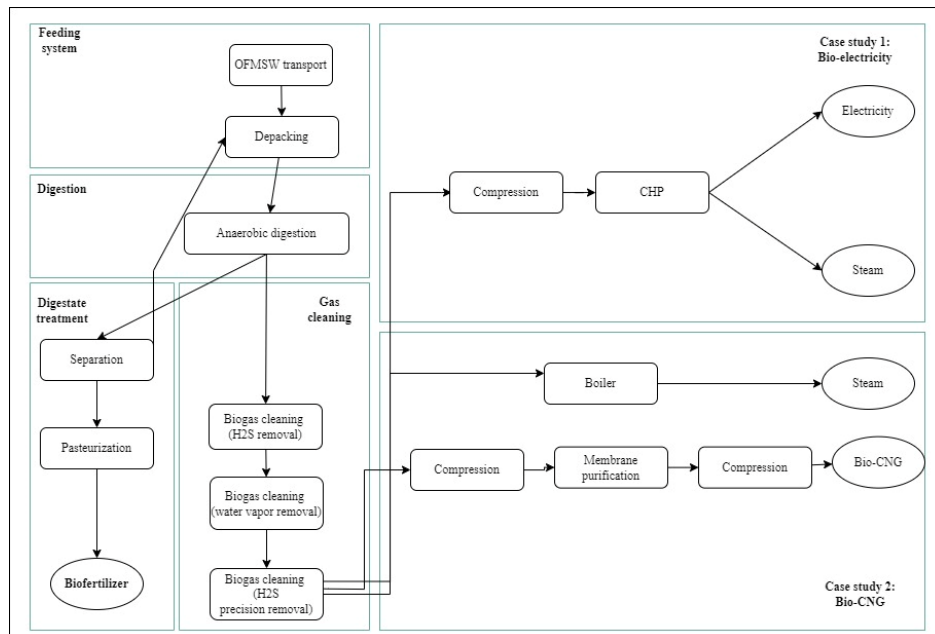 Feeding
system
OFMSW transport
Depacking
Digestion
Anaerobic digestion
Digestate
treatment
Separation
Pasteurization
Biofertilizer
Gas
cleaning
Biogas cleaning
(H2S removal)
Biogas cleaning
(water vapor removal)
Biogas cleaning
(H2S
precision removal)
Case study 1:
Bio-electricity
Compression
CHP
Electricity
Steam
Boiler
Steam
Compression
Membrane
purification
Compression
Bio-CNG
Case study 2:
Bio-CNG